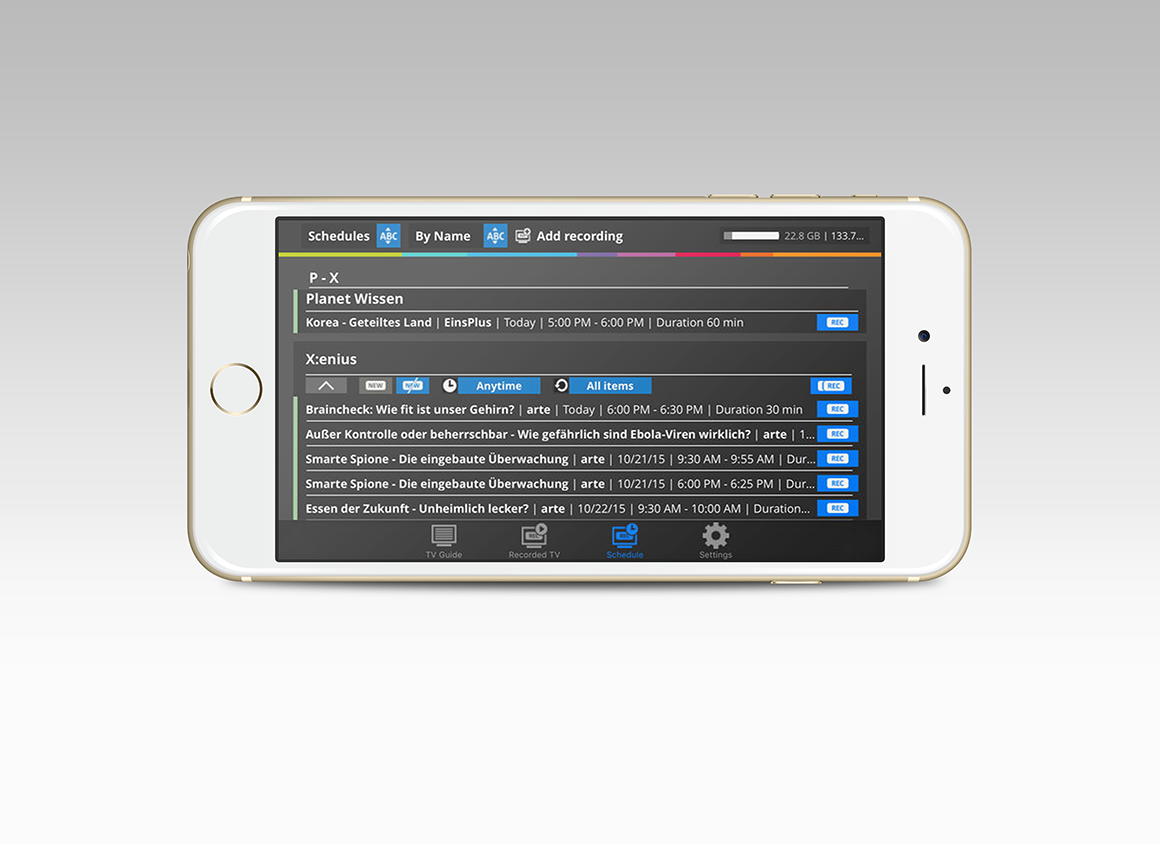 Schedules ABC By Name ABC Add recording 22.8 GB | 133.7...
P - X
Planet Wissen
Korea - Geteiltes Land | EinsPlus | Today | 5:00 PM - 6:00 PM | Duration 60 min REC
X:enius
NEW NEW Anytime All items REC
Braincheck: Wie fit ist unser Gehirn? | arte | Today | 6:00 PM - 6:30 PM | Duration 30 min REC
Außer Kontrolle oder beherrschbar - Wie gefährlich sind Ebola-Viren wirklich? | arte | 1... REC
Smarte Spione - Die eingebaute Überwachung | arte | 10/21/15 | 9:30 AM - 9:55 AM | Dur... REC
Smarte Spione - Die eingebaute Überwachung | arte | 10/21/15 | 6:00 PM - 6:25 PM | Dur... REC
Essen der Zukunft - Unheimlich lecker? | arte | 10/22/15 | 9:30 AM - 10:00 AM | Duration... REC
REC REC
TV Guide Recorded TV Schedule Settings